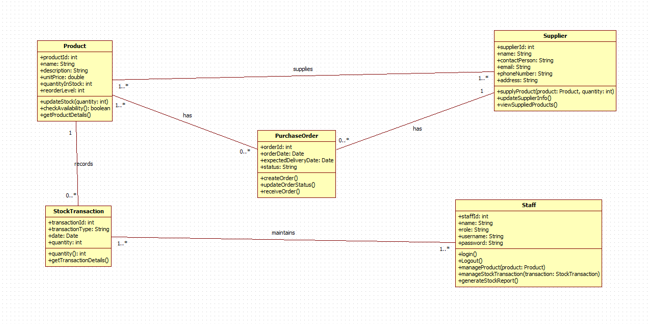 Product
+productId: int
+name: String
+description: String
+unitPrice: double
+quantityInStock: int
+reorderLevel: int
+updateStock(quantity: int)
+checkAvailability(): boolean
+getProductDetails()
Supplier
+supplierId: int
+name: String
+contactPerson: String
+email: String
+phoneNumber: String
+address: String
+supplyProduct(product: Product, quantity: int)
+updateSupplierInfo()
+viewSuppliedProducts()
supplies
1..*
1..*
1..*
has
0..*
1
has
0..*
PurchaseOrder
+orderId: int
+orderDate: Date
+expectedDeliveryDate: Date
+status: String
+createOrder()
+updateOrderStatus()
+receiveOrder()
1
records
0..*
StockTransaction
+transactionId: int
+transactionType: String
+date: Date
+quantity: int
+quantity(): int
+getTransactionDetails()
1..*
maintains
1..*
Staff
+staffId: int
+name: String
+role: String
+username: String
+password: String
+login()
+Logout()
+manageProduct(product: Product)
+manageStockTransaction(transaction: StockTransaction)
+generateStockReport()